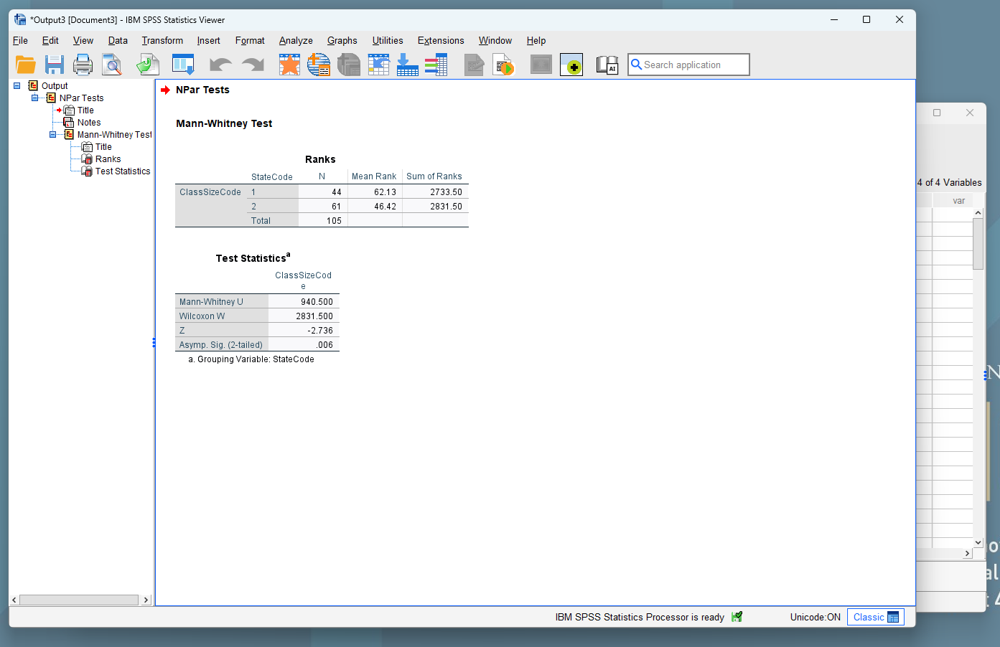 *Output3 [Document3] - IBM SPSS Statistics Viewer
File Edit View Data Transform Insert Format Analyze Graphs Utilities Extensions Window Help
AI
Search application
Output
NPar Tests
Title
Notes
Mann-Whitney Test
Title
Ranks
Test Statistics
NPar Tests
Mann-Whitney Test
Ranks
StateCode N Mean Rank Sum of Ranks
ClassSizeCode 1 44 62.13 2733.50
2 61 46.42 2831.50
Total 105
Test Statisticsa
ClassSizeCod
e
Mann-Whitney U 940.500
Wilcoxon W 2831.500
Z -2.736
Asymp. Sig. (2-tailed) .006
a. Grouping Variable: StateCode
4 of 4 Variables
var
IBM SPSS Statistics Processor is ready
Unicode:ON
Classic